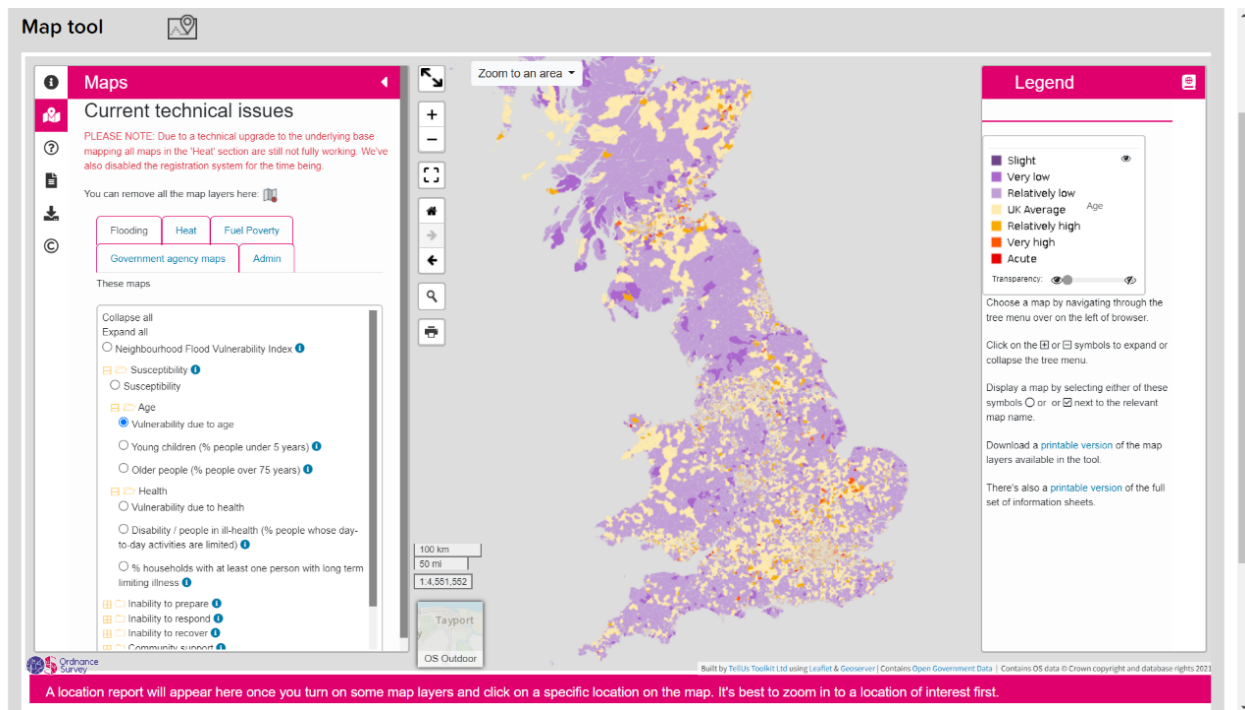 Map tool
Maps
Current technical issues
PLEASE NOTE: Due to a technical upgrade to the underlying base
mapping all maps in the 'Heat' section are still not fully working. We've
also disabled the registration system for the time being.
You can remove all the map layers here:
Flooding
Heat
Fuel Poverty
Government agency maps
Admin
These maps
Collapse all
Expand all
Neighbourhood Flood Vulnerability Index
Susceptibility
Susceptibility
Age
Vulnerability due to age
Young children (% people under 5 years)
Older people (% people over 75 years)
Health
Vulnerability due to health
Disability / people in ill-health (% people whose day-
to-day activities are limited)
% households with at least one person with long term
limiting illness
Inability to prepare
Inability to respond
Inability to recover
Community support
Ordnance
Survey
Zoom to an area
100 km
50 mi
1:4,551,552
Tayport
OS Outdoor
Legend
Slight
Very low
Relatively low
UK Average
Age
Relatively high
Very high
Acute
Transparency:
Choose a map by navigating through the
tree menu over on the left of browser.
Click on the ⊞ or ⊟ symbols to expand or
collapse the tree menu.
Display a map by selecting either of these
symbols ○ or or ☑ next to the relevant
map name.
Download a printable version of the map
layers available in the tool.
There's also a printable version of the full
set of information sheets.
Built by TellUs Toolkit Ltd using Leaflet & Geoserver | Contains Open Government Data | Contains OS data © Crown copyright and database rights 2021
A location report will appear here once you turn on some map layers and click on a specific location on the map. It's best to zoom in to a location of interest first.